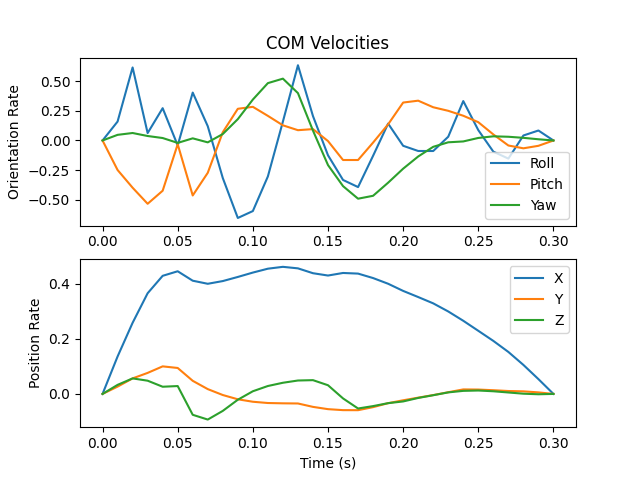 COM Velocities
Orientation Rate
0.50
0.25
0.00
−0.25
−0.50
Roll
Pitch
Yaw
0.00 0.05 0.10 0.15 0.20 0.25 0.30
Position Rate
0.4
0.2
0.0
X
Y
Z
0.00 0.05 0.10 0.15 0.20 0.25 0.30
Time (s)